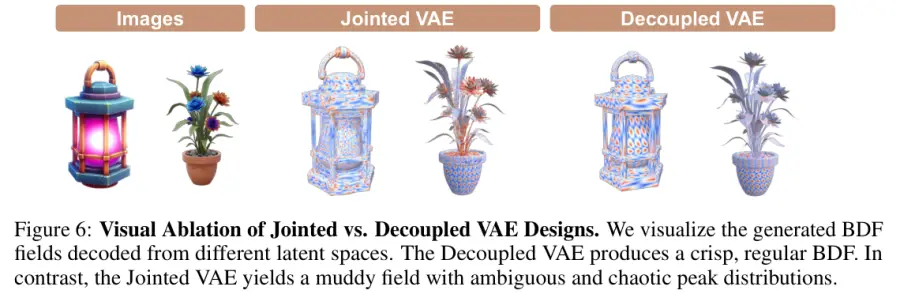 Images
Jointed VAE
Decoupled VAE
Figure 6: Visual Ablation of Jointed vs. Decoupled VAE Designs. We visualize the generated BDF
fields decoded from different latent spaces. The Decoupled VAE produces a crisp, regular BDF. In
contrast, the Jointed VAE yields a muddy field with ambiguous and chaotic peak distributions.